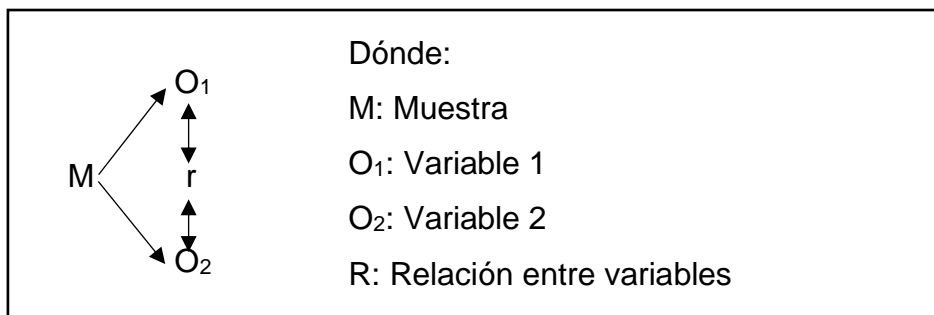 O₁
M
r
O₂
Dónde:
M: Muestra
O₁: Variable 1
O₂: Variable 2
R: Relación entre variables